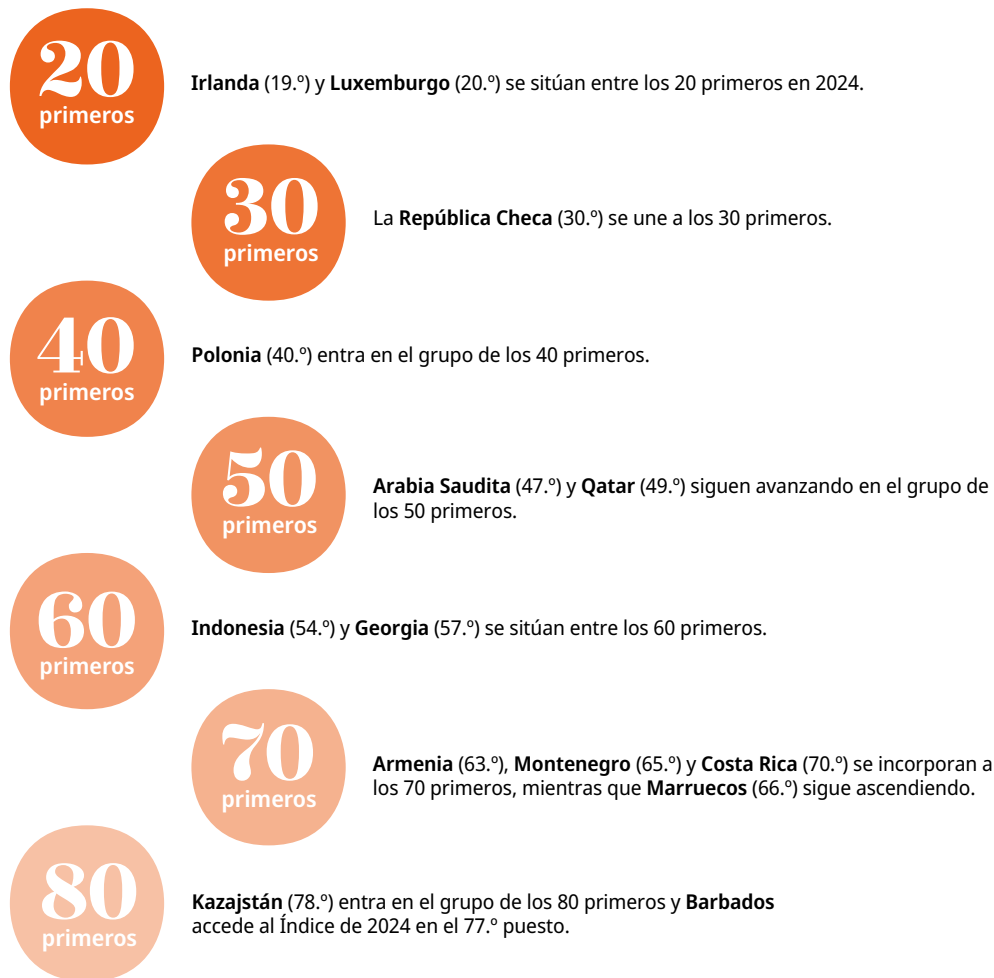 20
primeros
Irlanda (19.º) y Luxemburgo (20.º) se sitúan entre los 20 primeros en 2024.
30
primeros
La República Checa (30.º) se une a los 30 primeros.
40
primeros
Polonia (40.º) entra en el grupo de los 40 primeros.
50
primeros
Arabia Saudita (47.º) y Qatar (49.º) siguen avanzando en el grupo de
los 50 primeros.
60
primeros
Indonesia (54.º) y Georgia (57.º) se sitúan entre los 60 primeros.
70
primeros
Armenia (63.º), Montenegro (65.º) y Costa Rica (70.º) se incorporan a
los 70 primeros, mientras que Marruecos (66.º) sigue ascendiendo.
80
primeros
Kazajstán (78.º) entra en el grupo de los 80 primeros y Barbados
accede al Índice de 2024 en el 77.º puesto.